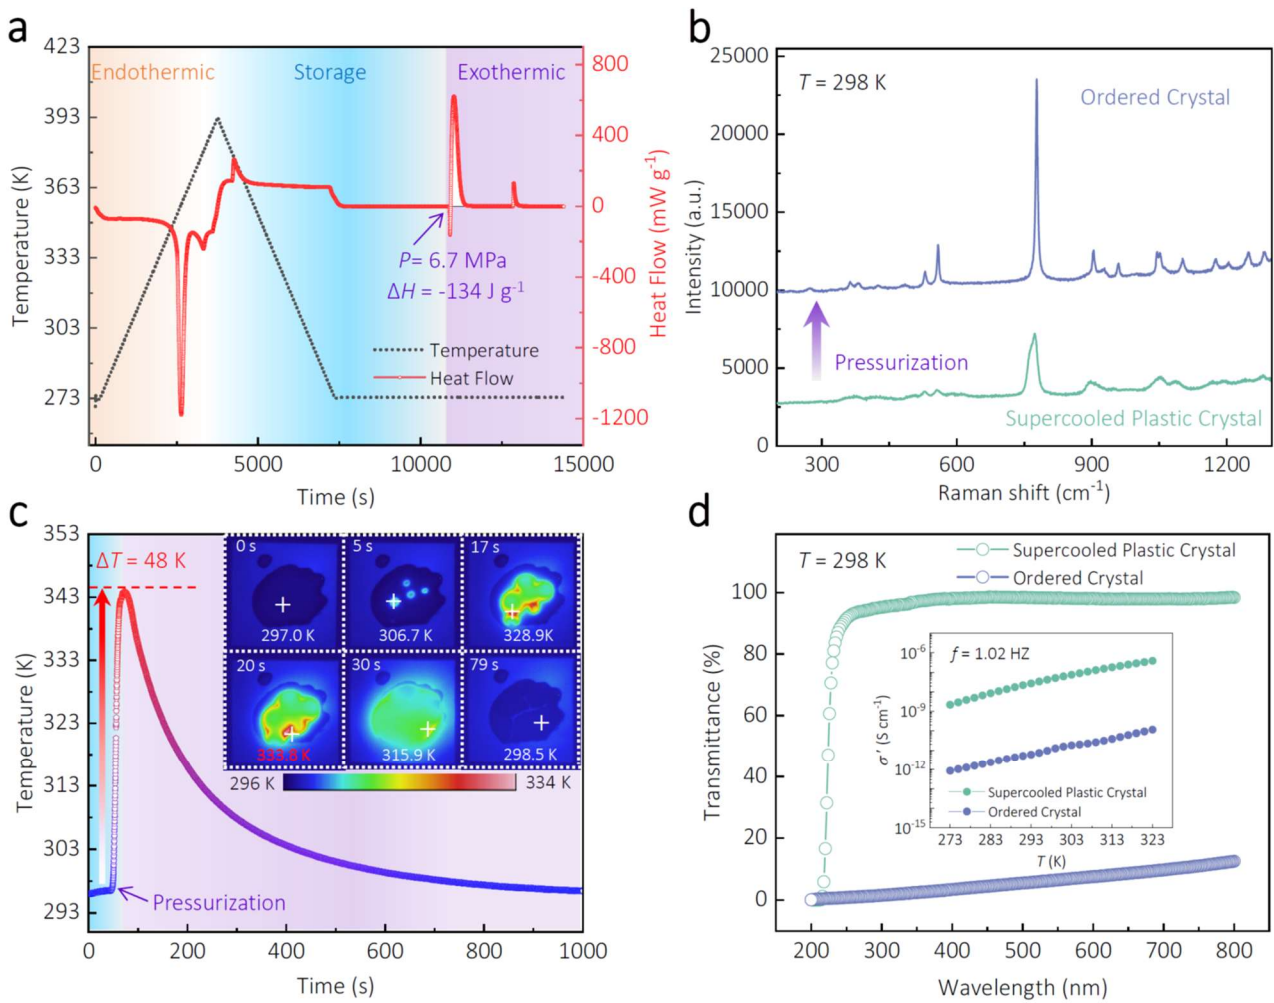 a
423
393
363
333
303
273
Temperature (K)
Endothermic
Storage
Exothermic
P= 6.7 MPa
ΔH = -134 J g⁻¹
Temperature
Heat Flow
800
400
0
-400
-800
-1200
Heat Flow (mW g⁻¹)
0
5000
10000
15000
Time (s)
b
25000
20000
15000
10000
5000
0
Intensity (a.u.)
T = 298 K
Ordered Crystal
Pressurization
Supercooled Plastic Crystal
300
600
900
1200
Raman shift (cm⁻¹)
c
353
343
333
323
313
303
293
Temperature (K)
ΔT = 48 K
0 s
297.0 K
5 s
306.7 K
17 s
328.9K
20 s
333.8 K
30 s
315.9 K
79 s
298.5 K
296 K
334 K
Pressurization
0
200
400
600
800
1000
Time (s)
d
T = 298 K
Supercooled Plastic Crystal
Ordered Crystal
100
80
60
40
20
0
Transmittance (%)
f = 1.02 HZ
10⁻⁶
10⁻⁹
10⁻¹²
10⁻¹⁵
σ′ (S cm⁻¹)
Supercooled Plastic Crystal
Ordered Crystal
273
283
293
303
313
323
T (K)
200
300
400
500
600
700
800
Wavelength (nm)